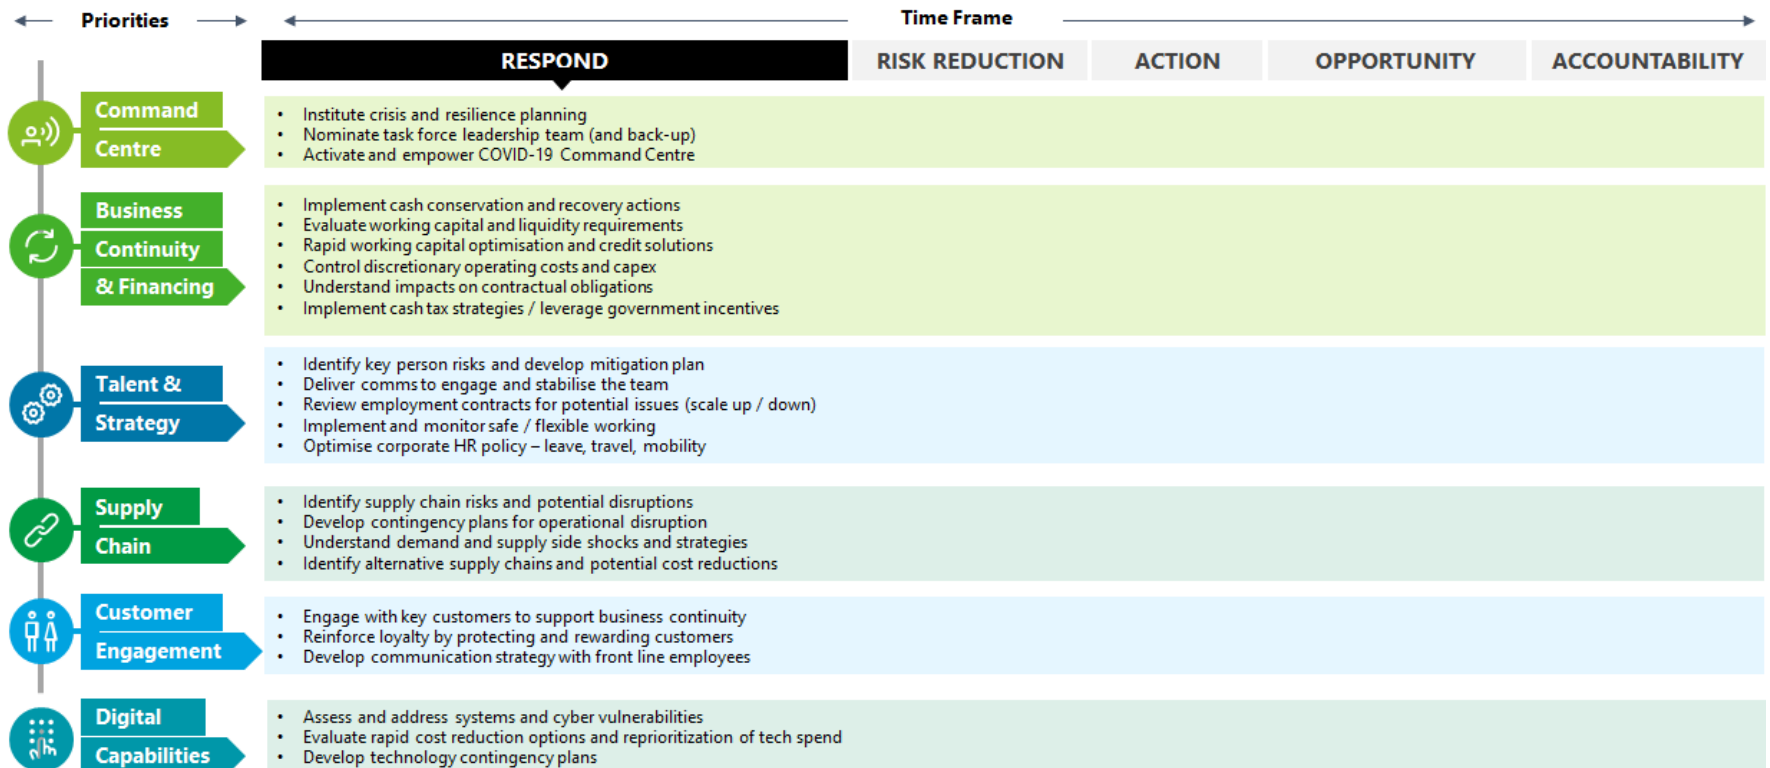 Priorities
Time Frame
RESPOND
RISK REDUCTION
ACTION
OPPORTUNITY
ACCOUNTABILITY
Command
Centre
• Institute crisis and resilience planning
• Nominate task force leadership team (and back-up)
• Activate and empower COVID-19 Command Centre
Business
Continuity
& Financing
• Implement cash conservation and recovery actions
• Evaluate working capital and liquidity requirements
• Rapid working capital optimisation and credit solutions
• Control discretionary operating costs and capex
• Understand impacts on contractual obligations
• Implement cash tax strategies / leverage government incentives
Talent &
Strategy
• Identify key person risks and develop mitigation plan
• Deliver comms to engage and stabilise the team
• Review employment contracts for potential issues (scale up / down)
• Implement and monitor safe / flexible working
• Optimise corporate HR policy – leave, travel, mobility
Supply
Chain
• Identify supply chain risks and potential disruptions
• Develop contingency plans for operational disruption
• Understand demand and supply side shocks and strategies
• Identify alternative supply chains and potential cost reductions
Customer
Engagement
• Engage with key customers to support business continuity
• Reinforce loyalty by protecting and rewarding customers
• Develop communication strategy with front line employees
Digital
Capabilities
• Assess and address systems and cyber vulnerabilities
• Evaluate rapid cost reduction options and reprioritization of tech spend
• Develop technology contingency plans